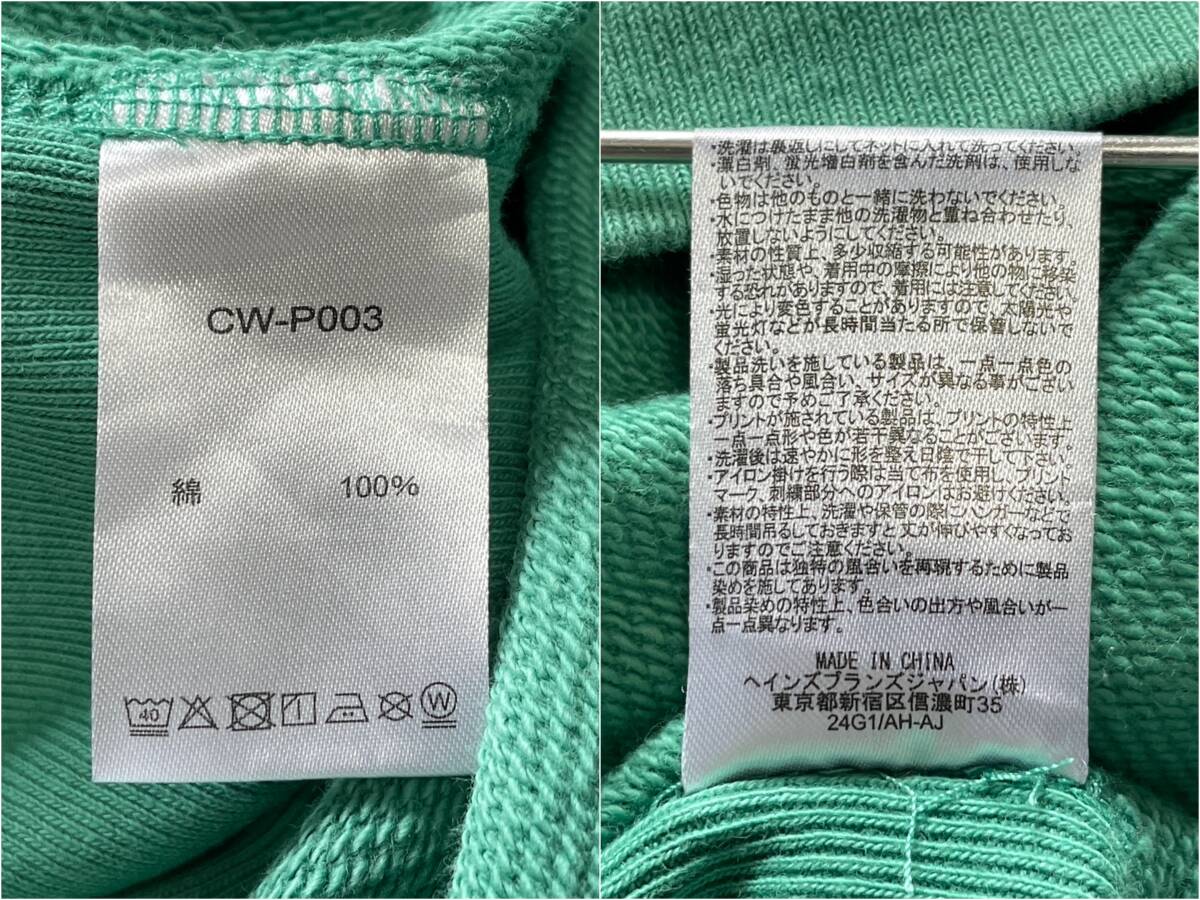 CW-P003
綿 100%
40
W
・洗濯は裏返しにしてネットに入れて洗ってください。
・漂白剤、蛍光増白剤を含んだ洗剤は、使用しな
いでください。
・色物は他のものと一緒に洗わないでください。
・水につけたまま他の洗濯物と重ね合わせたり、
放置しないようにしてください。
・素材の性質上、多少収縮する可能性があります。
・湿った状態や、着用中の摩擦により他の物に移染
する恐れがありますので、着用には注意してください。
・光により変色することがありますので、太陽光や
蛍光灯などが長時間当たる所で保管しないで
ください。
・製品洗いを施している製品は、一点一点色の
落ち具合や風合い、サイズが異なる事がござい
ますので予めご了承ください。
・プリントが施されている製品は、プリントの特性上
一点一点形や色が若干異なることがございます。
・洗濯後は速やかに形を整え日陰で干して下さい。
・アイロン掛けを行う際は当て布を使用し、プリント
マーク、刺繍部分へのアイロンはお避けください。
・素材の特性上、洗濯や保管の際にハンガーなどで
長時間吊るしておきますと丈が伸びやすくなってお
りますのでご注意ください。
・この商品は独特の風合いを再現するために製品
染めを施してあります。
・製品染めの特性上、色合いの出方や風合いが一
点一点異なります。
MADE IN CHINA
ヘインズブランズジャパン(株)
東京都新宿区信濃町35
24G1/AH-AJ